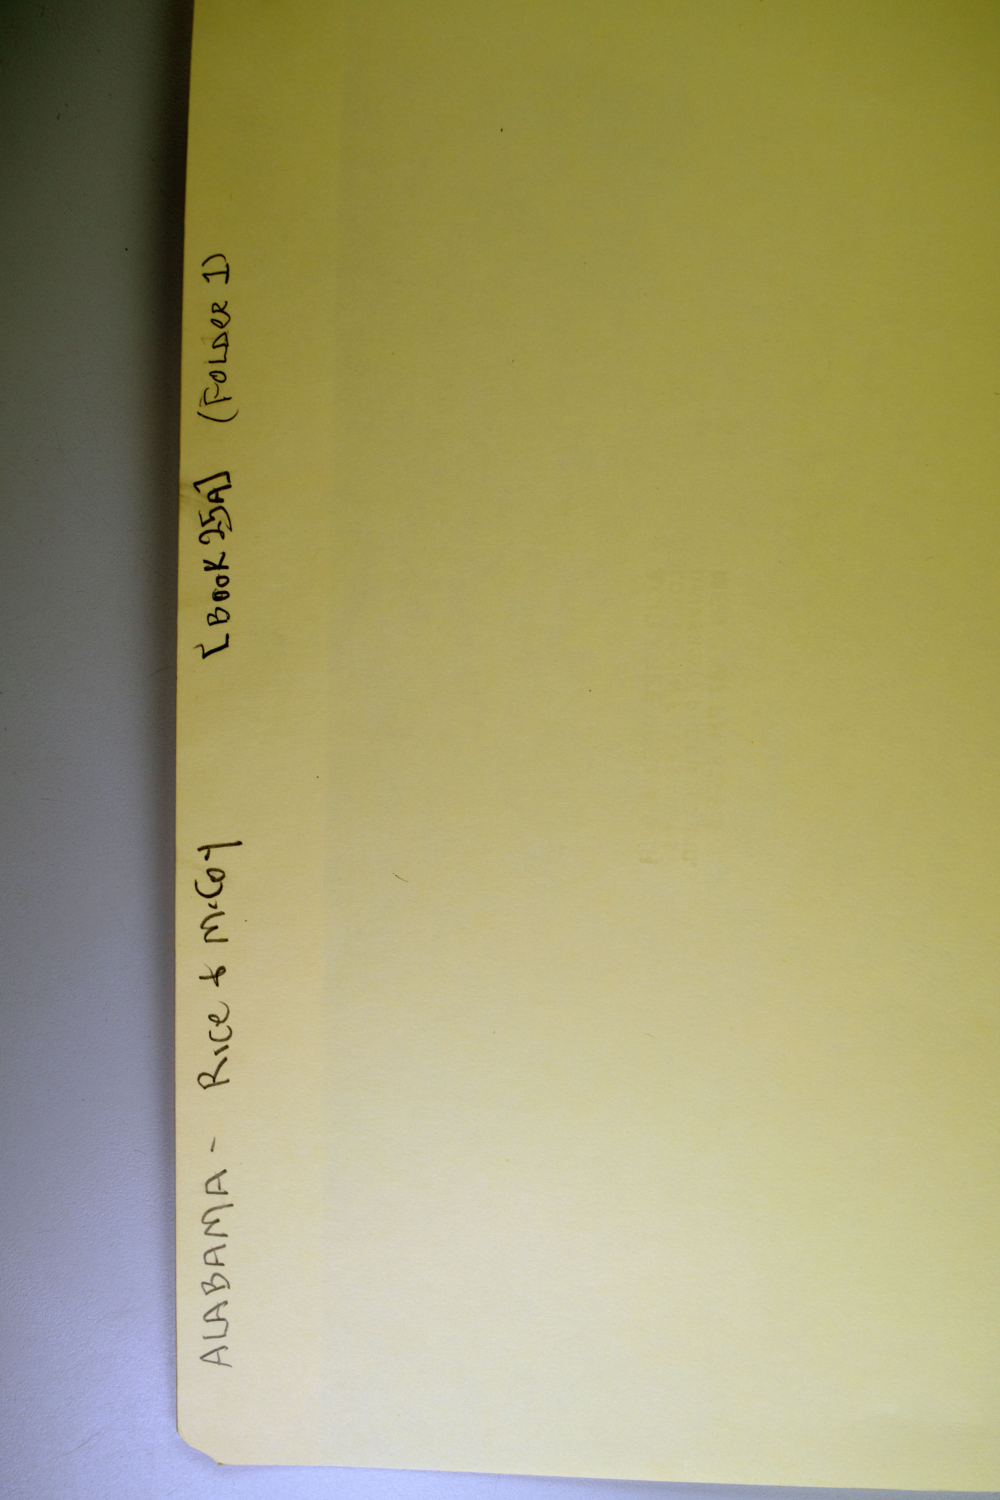 ALABAMA - Rice & McCoy [Book 25A] (FOLDER 1)